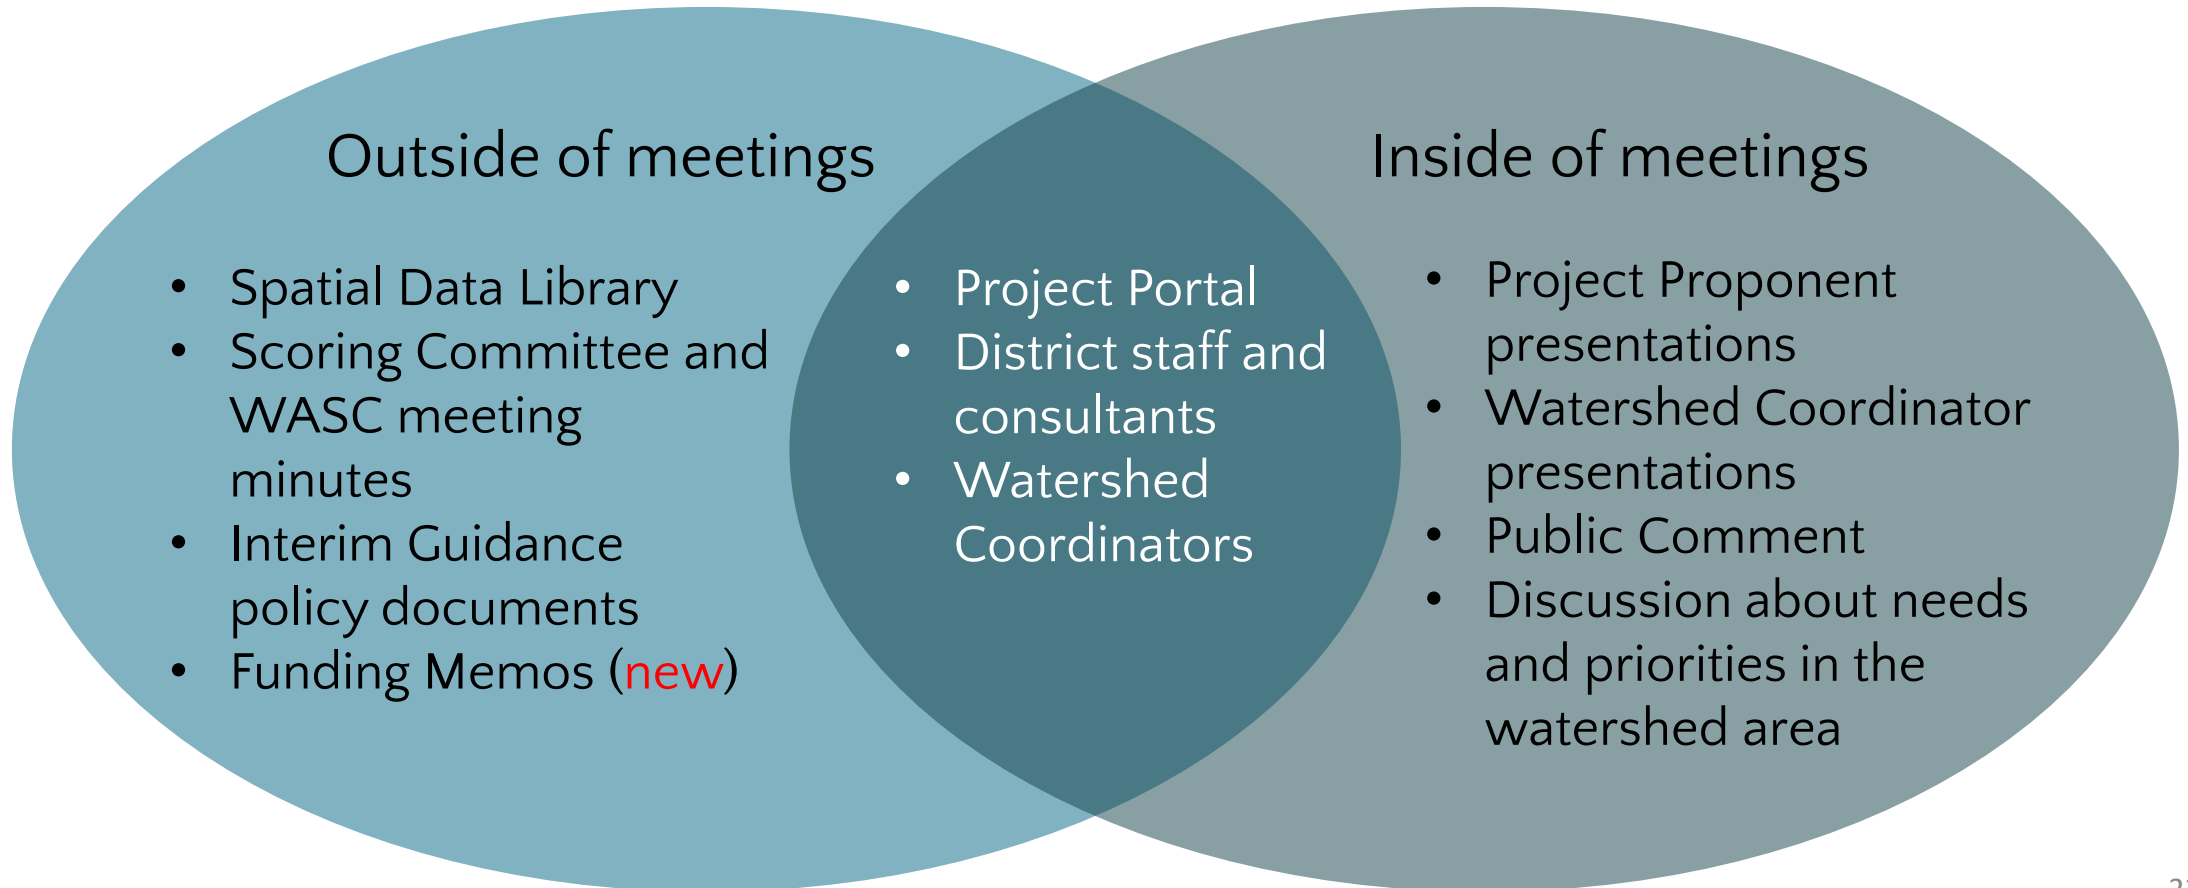 Outside of meetings
• Spatial Data Library
• Scoring Committee and
WASC meeting
minutes
• Interim Guidance
policy documents
• Funding Memos (new)
• Project Portal
• District staff and
consultants
• Watershed
Coordinators
Inside of meetings
• Project Proponent
presentations
• Watershed Coordinator
presentations
• Public Comment
• Discussion about needs
and priorities in the
watershed area